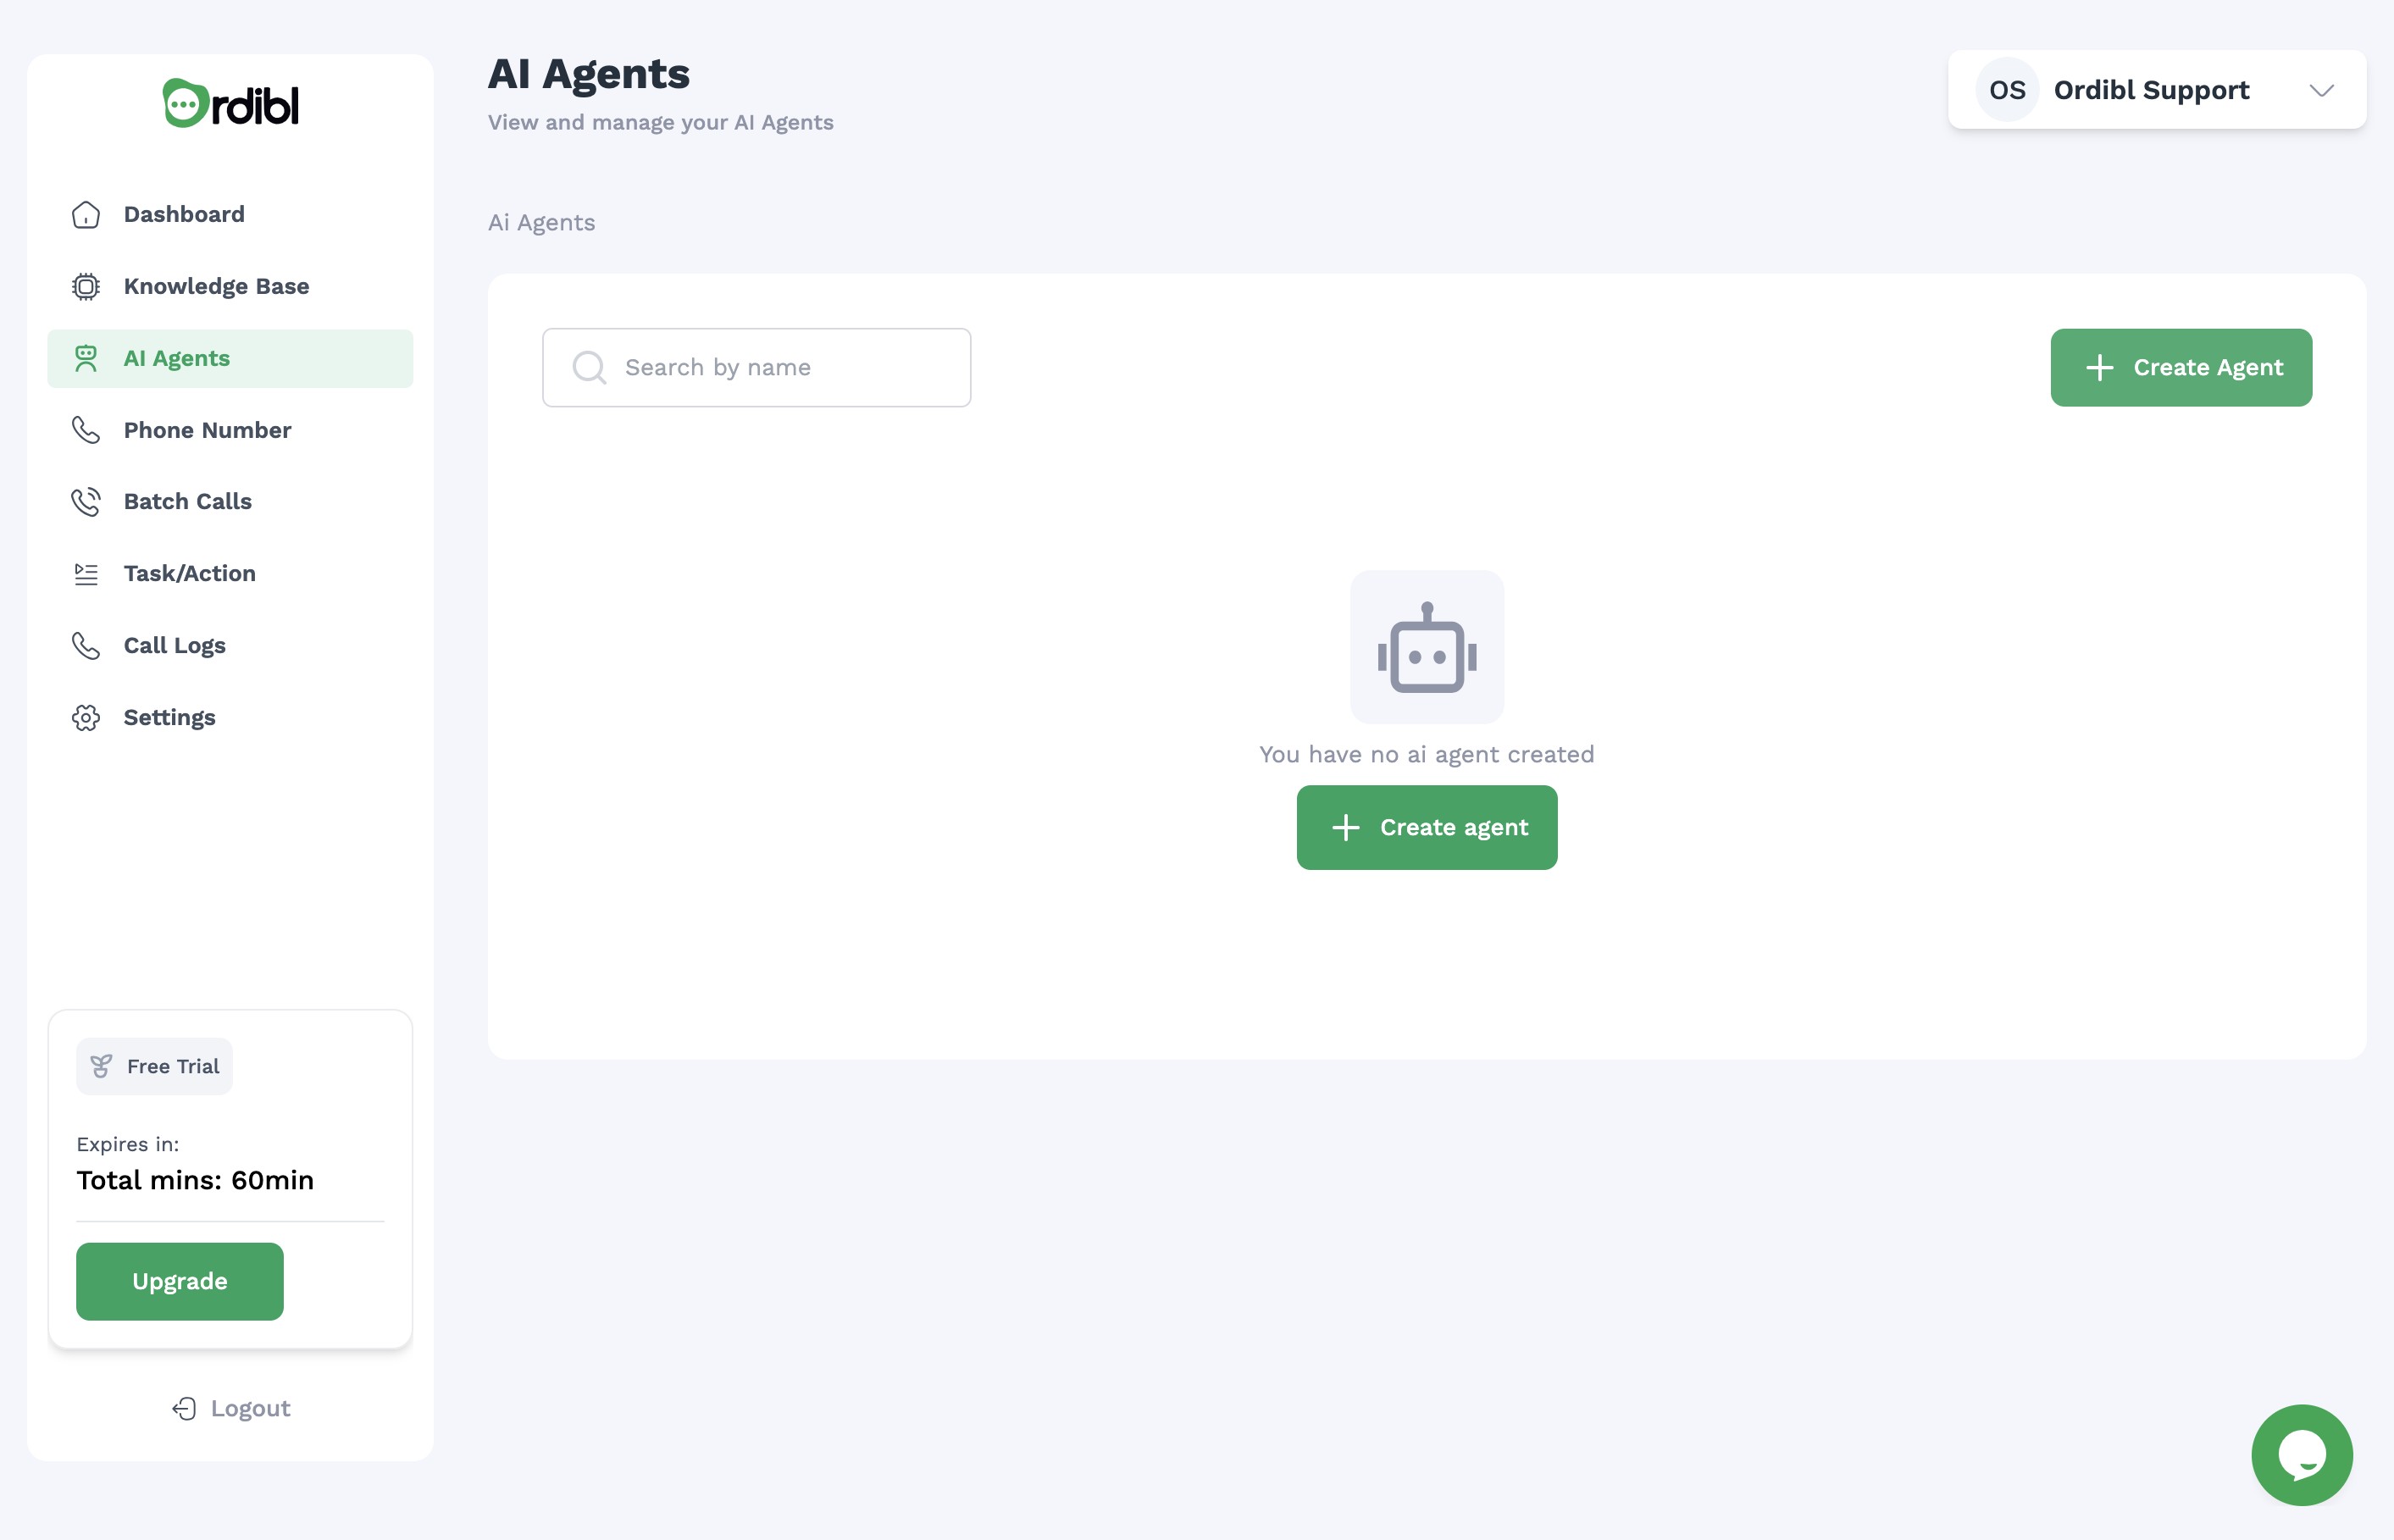 Ordibl
Dashboard
Knowledge Base
AI Agents
Phone Number
Batch Calls
Task/Action
Call Logs
Settings
Free Trial
Expires in:
Total mins: 60min
Upgrade
Logout
AI Agents
View and manage your AI Agents
OS Ordibl Support
Ai Agents
Search by name
Create Agent
You have no ai agent created
Create agent